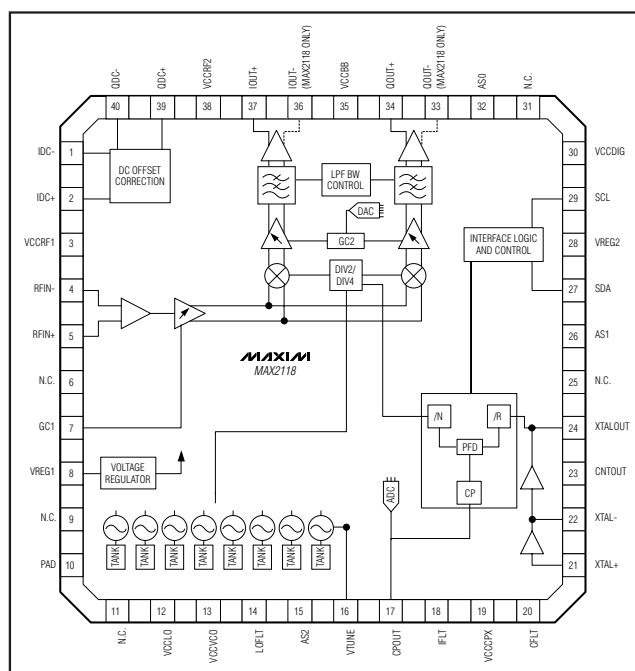 QDC-
QDC+
VCCRF2
IOUT+
IOUT-
(MAX2118 ONLY)
VCCBB
QOUT+
QOUT-
(MAX2118 ONLY)
AS0
N.C.
40
39
38
37
36
35
34
33
32
31
IDC-
1
DC OFFSET
CORRECTION
IDC+
2
VCCRF1
3
RFIN-
4
RFIN+
5
N.C.
6
GC1
7
VREG1
8
VOLTAGE
REGULATOR
N.C.
9
PAD
10
LPF BW
CONTROL
DAC
GC2
DIV2/
DIV4
MAXIM
MAX2118
INTERFACE LOGIC
AND CONTROL
/N
/R
PFD
CP
ADC
TANK
TANK
TANK
TANK
TANK
TANK
TANK
30
VCCDIG
29
SCL
28
VREG2
27
SDA
26
AS1
25
N.C.
24
XTALOUT
23
CNTOUT
22
XTAL-
21
XTAL+
11
12
13
14
15
16
17
18
19
20
N.C.
VCCLO
VCCVCO
LOFLT
AS2
VTUNE
CPOUT
IFLT
VCCCPX
CFLT